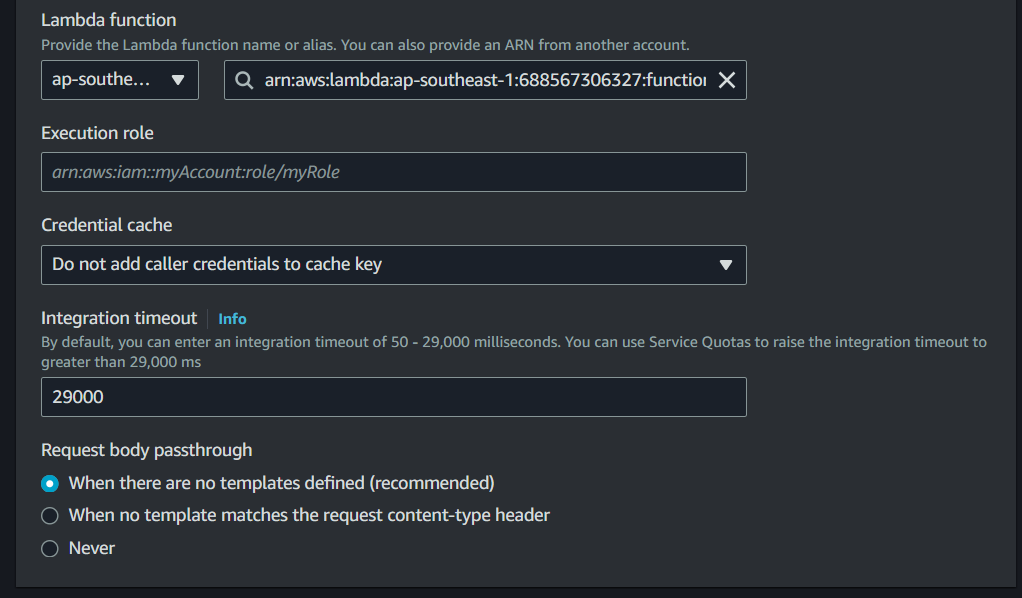 Lambda function
Provide the Lambda function name or alias. You can also provide an ARN from another account.
ap-southe...
arn:aws:lambda:ap-southeast-1:688567306327:function
Execution role
arn:aws:iam::myAccount:role/myRole
Credential cache
Do not add caller credentials to cache key
Integration timeout
Info
By default, you can enter an integration timeout of 50 - 29,000 milliseconds. You can use Service Quotas to raise the integration timeout to
greater than 29,000 ms
29000
Request body passthrough
When there are no templates defined (recommended)
When no template matches the request content-type header
Never